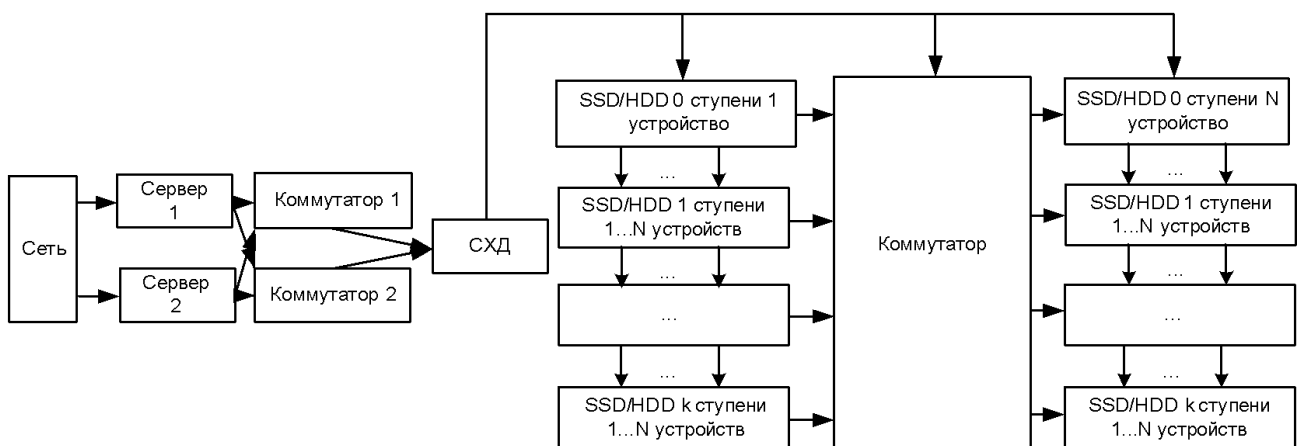 Сеть
Сервер
1
Сервер
2
Коммутатор 1
Коммутатор 2
СХД
SSD/HDD 0 ступени 1
устройство
...
SSD/HDD 1 ступени
1...N устройств
...
...
...
SSD/HDD k ступени
1...N устройств
Коммутатор
SSD/HDD 0 ступени N
устройство
...
SSD/HDD 1 ступени
1...N устройств
...
...
...
SSD/HDD k ступени
1...N устройств